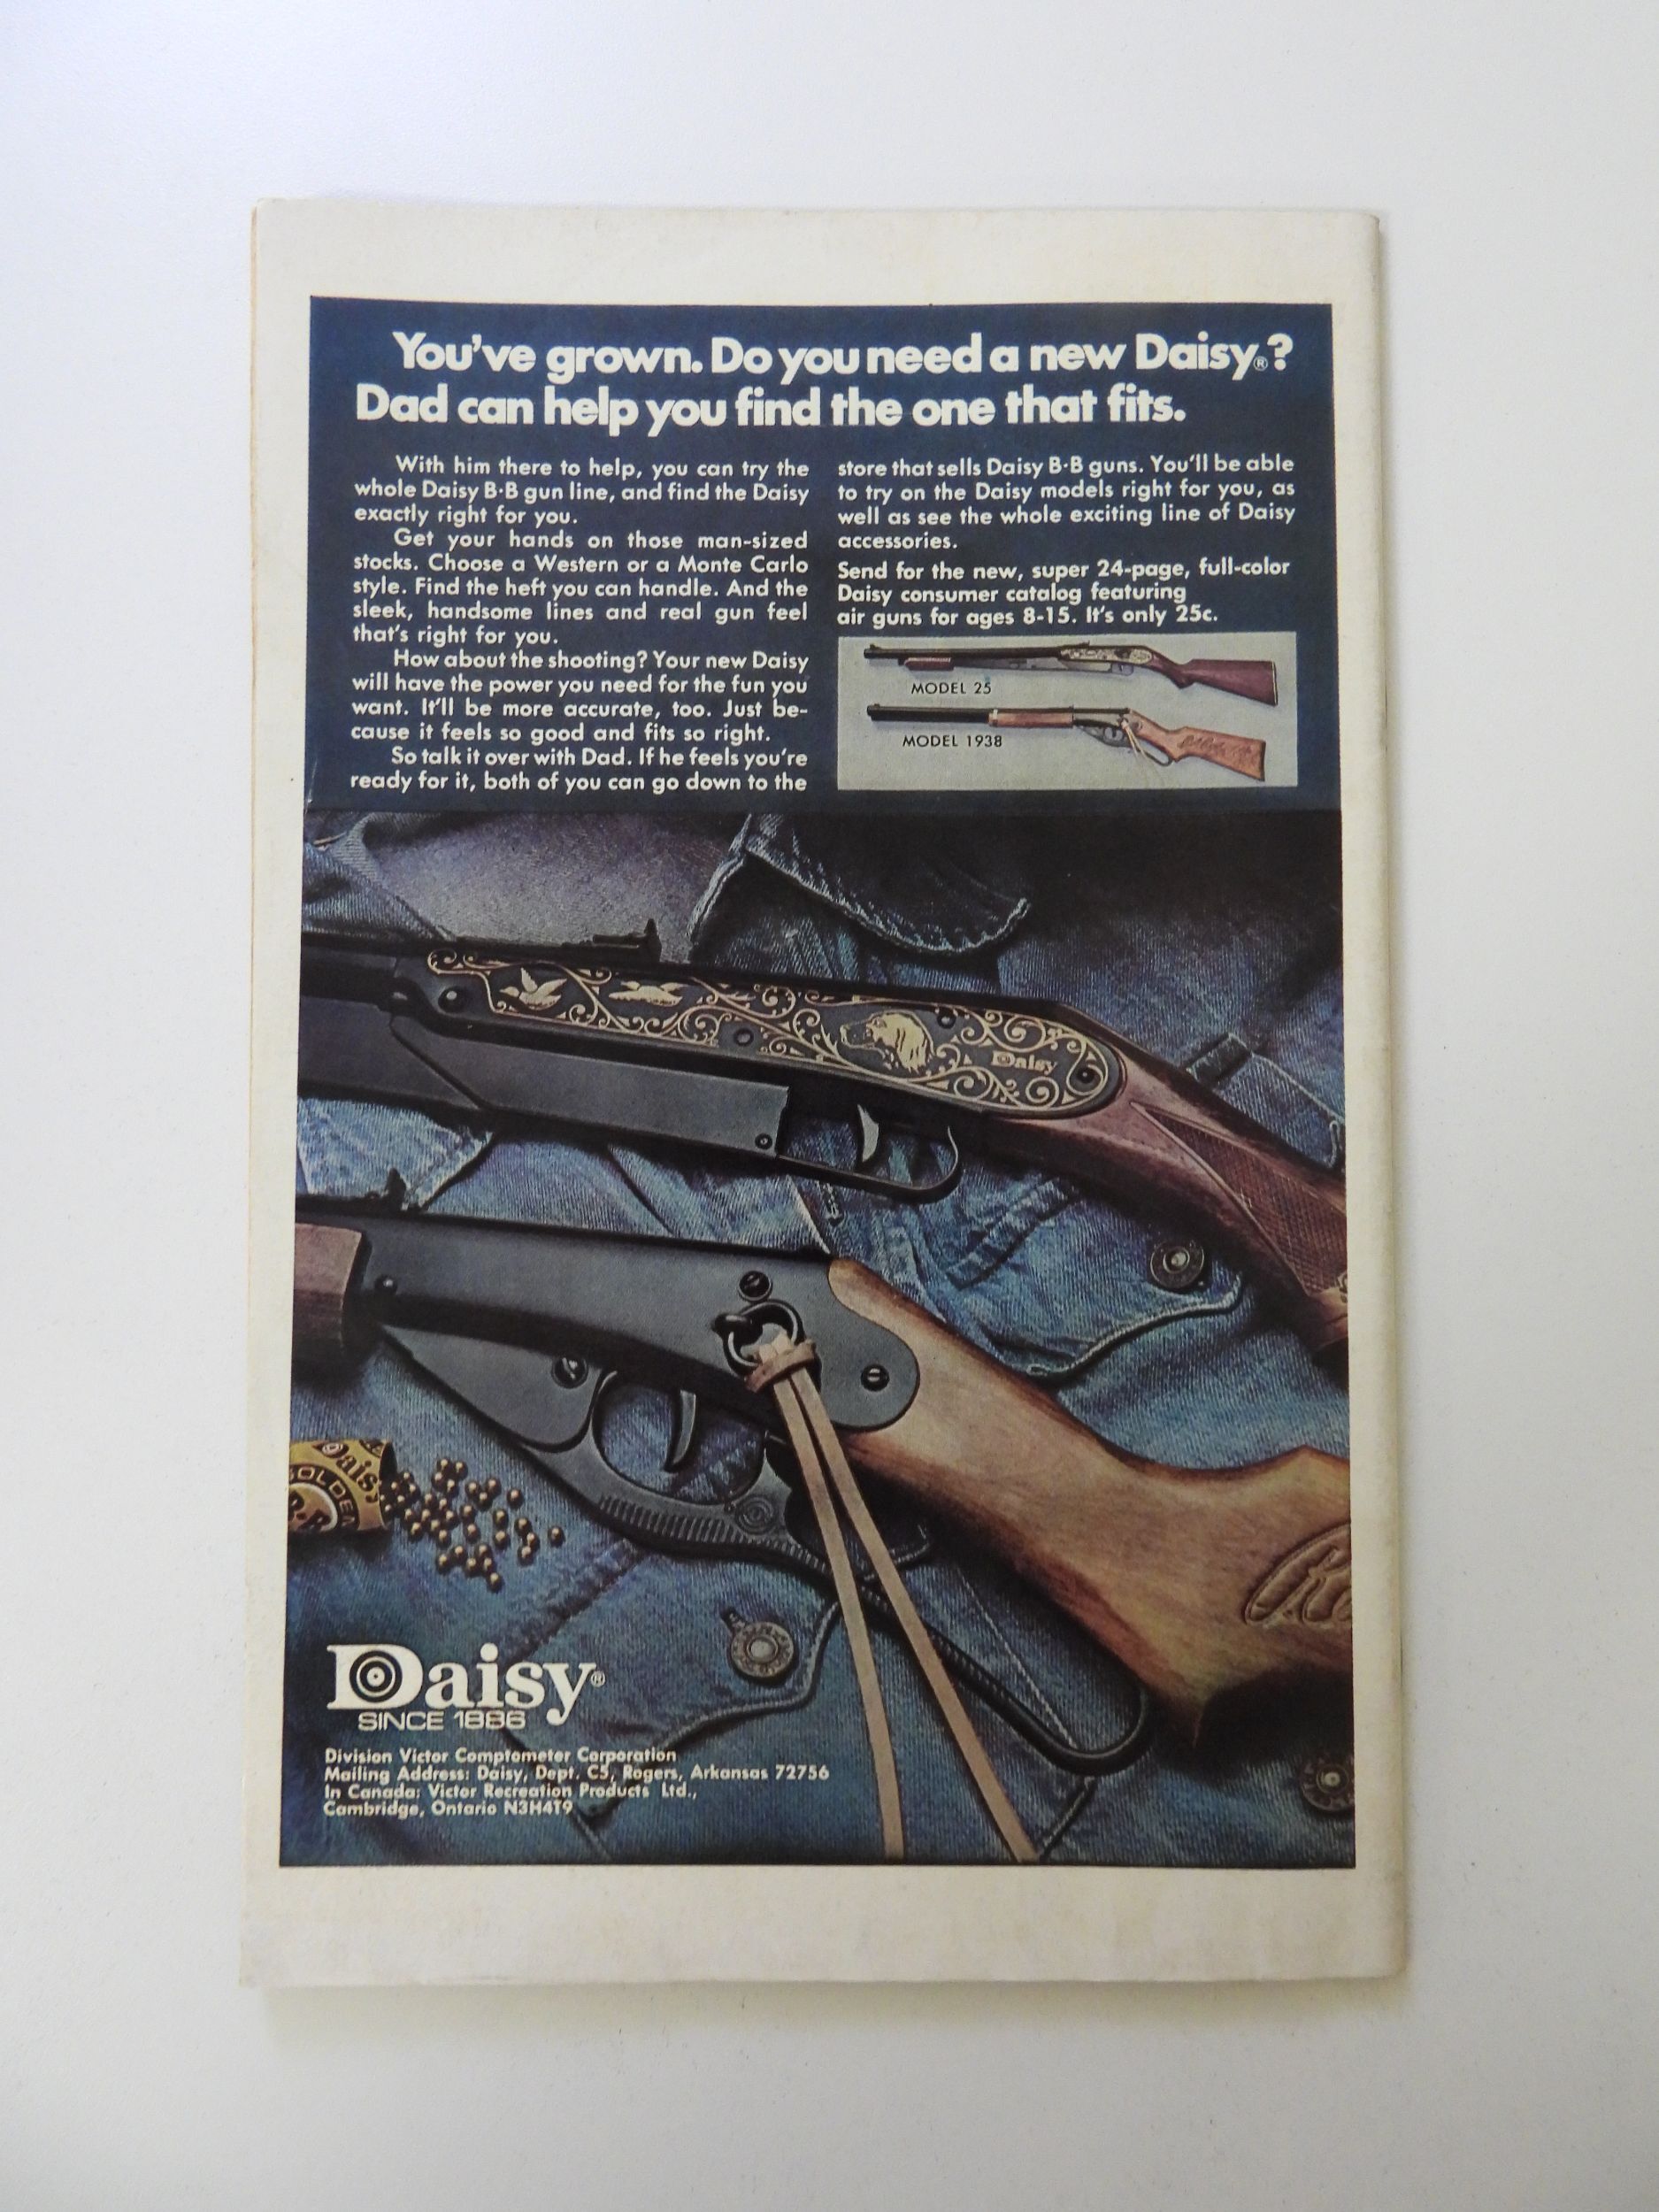 You've grown. Do you need a new Daisy®?
Dad can help you find the one that fits.
With him there to help, you can try the
whole Daisy B·B gun line, and find the Daisy
exactly right for you.
Get your hands on those man-sized
stocks. Choose a Western or a Monte Carlo
style. Find the heft you can handle. And the
sleek, handsome lines and real gun feel
that's right for you.
How about the shooting? Your new Daisy
will have the power you need for the fun you
want. It'll be more accurate, too. Just be-
cause it feels so good and fits so right.
So talk it over with Dad. If he feels you're
ready for it, both of you can go down to the
store that sells Daisy B·B guns. You'll be able
to try on the Daisy models right for you, as
well as see the whole exciting line of Daisy
accessories.
Send for the new, super 24-page, full-color
Daisy consumer catalog featuring
air guns for ages 8-15. It's only 25c.
MODEL 25
MODEL 1938
Daisy
Daisy
Daisy®
SINCE 1886
Division Victor Comptometer Corporation
Mailing Address: Daisy, Dept. C5, Rogers, Arkansas 72756
In Canada: Victor Recreation Products Ltd.,
Cambridge, Ontario N3H4T9